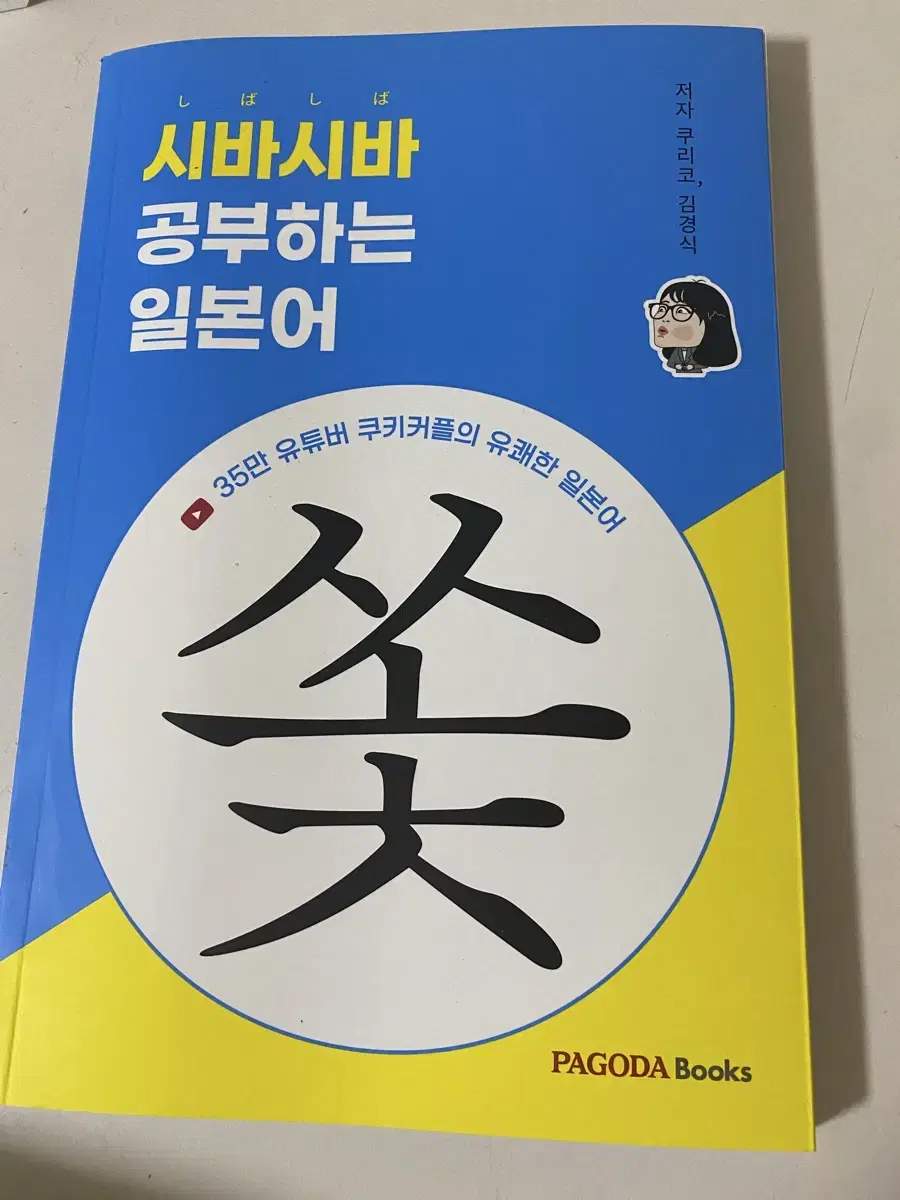 しばしば
시바시바
공부하는
일본어
저자 쿠리코, 김경식
35만 유튜버 쿠키커플의 유쾌한 일본어
쏯
PAGODA Books